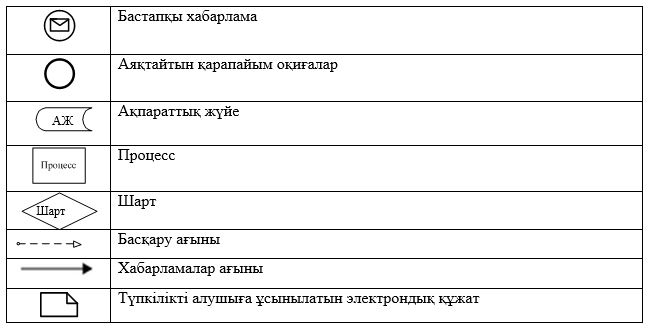 Бастапқы хабарлама
Аяқтайтын қарапайым оқиғалар
АЖ Ақпараттық жүйе
Процесс Процесс
Шарт Шарт
Басқару ағыны
Хабарламалар ағыны
Түпкілікті алушыға ұсынылатын электрондық құжат